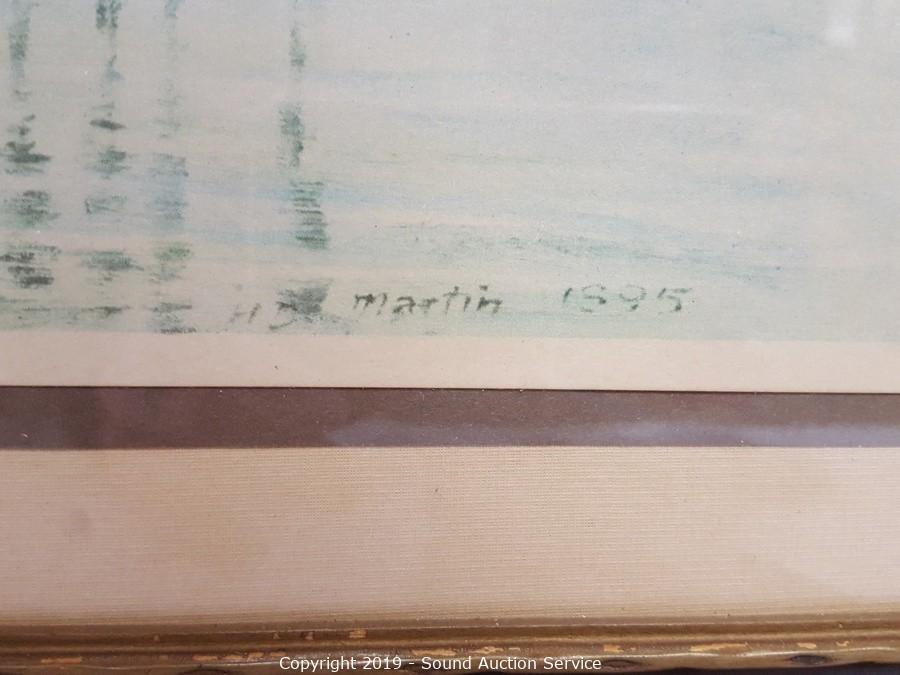 H D Martin 1895
Copyright 2019 - Sound Auction Service